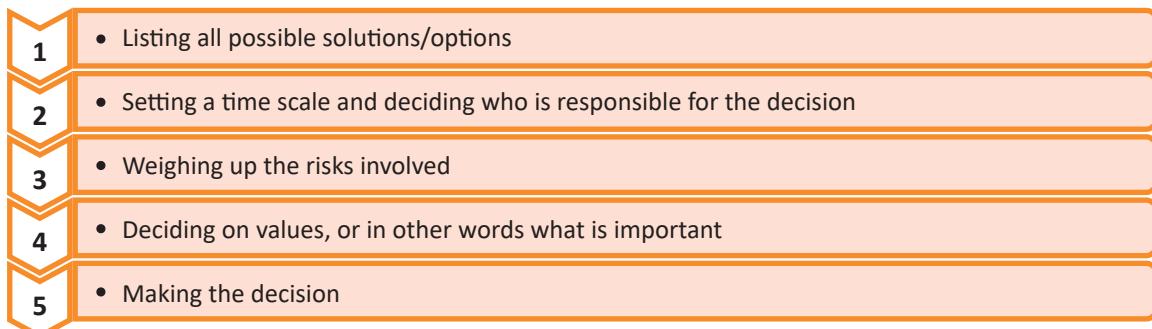 1 • Listing all possible solutions/options
2 • Setting a time scale and deciding who is responsible for the decision
3 • Weighing up the risks involved
4 • Deciding on values, or in other words what is important
5 • Making the decision